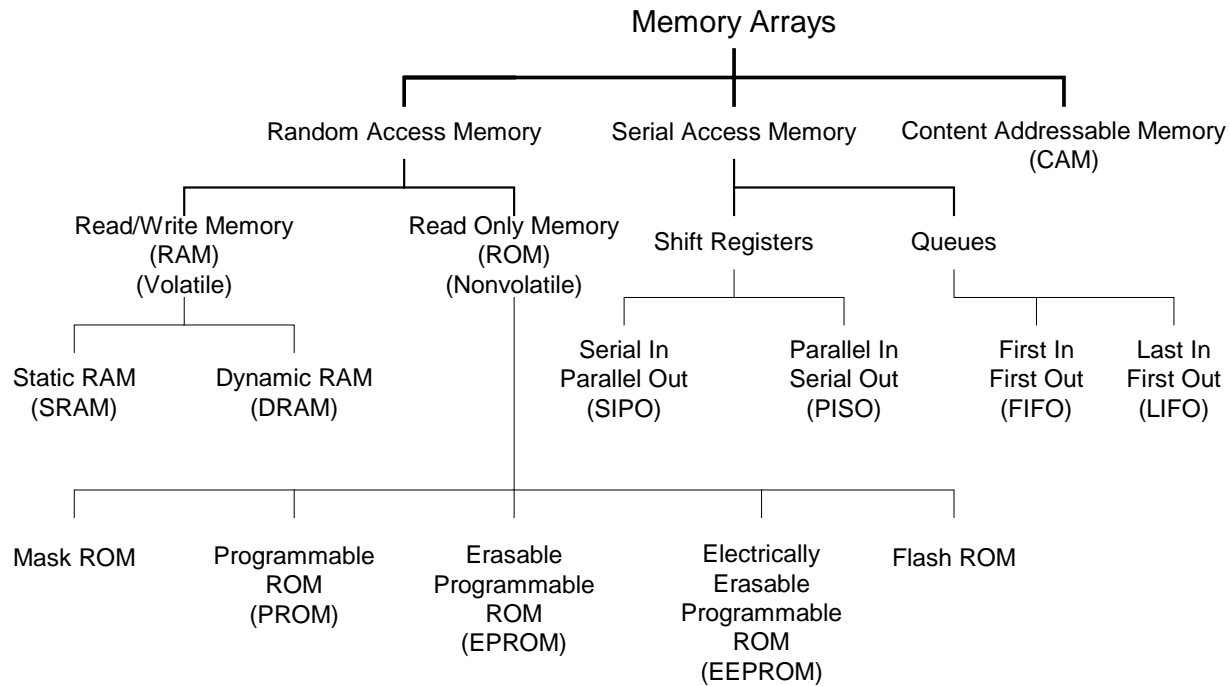 Memory Arrays
Random Access Memory
Serial Access Memory
Content Addressable Memory
(CAM)
Read/Write Memory
(RAM)
(Volatile)
Read Only Memory
(ROM)
(Nonvolatile)
Shift Registers
Queues
Static RAM
(SRAM)
Dynamic RAM
(DRAM)
Serial In
Parallel Out
(SIPO)
Parallel In
Serial Out
(PISO)
First In
First Out
(FIFO)
Last In
First Out
(LIFO)
Mask ROM
Programmable
ROM
(PROM)
Erasable
Programmable
ROM
(EPROM)
Electrically
Erasable
Programmable
ROM
(EEPROM)
Flash ROM